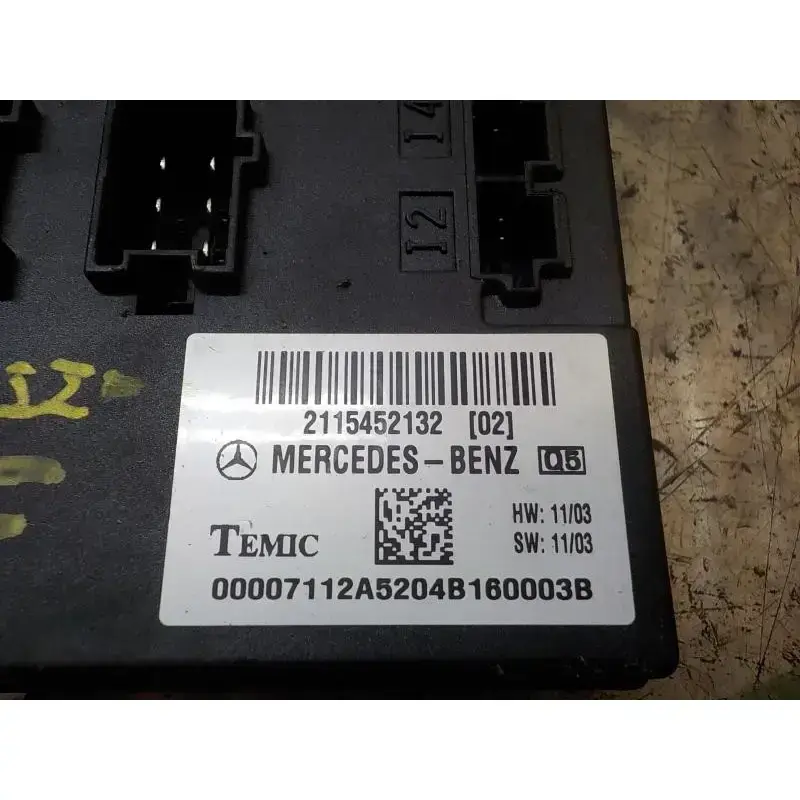 I4
I2
2115452132 [02]
MERCEDES-BENZ Q5
HW: 11/03
TEMIC
SW: 11/03
00007112A5204B160003B